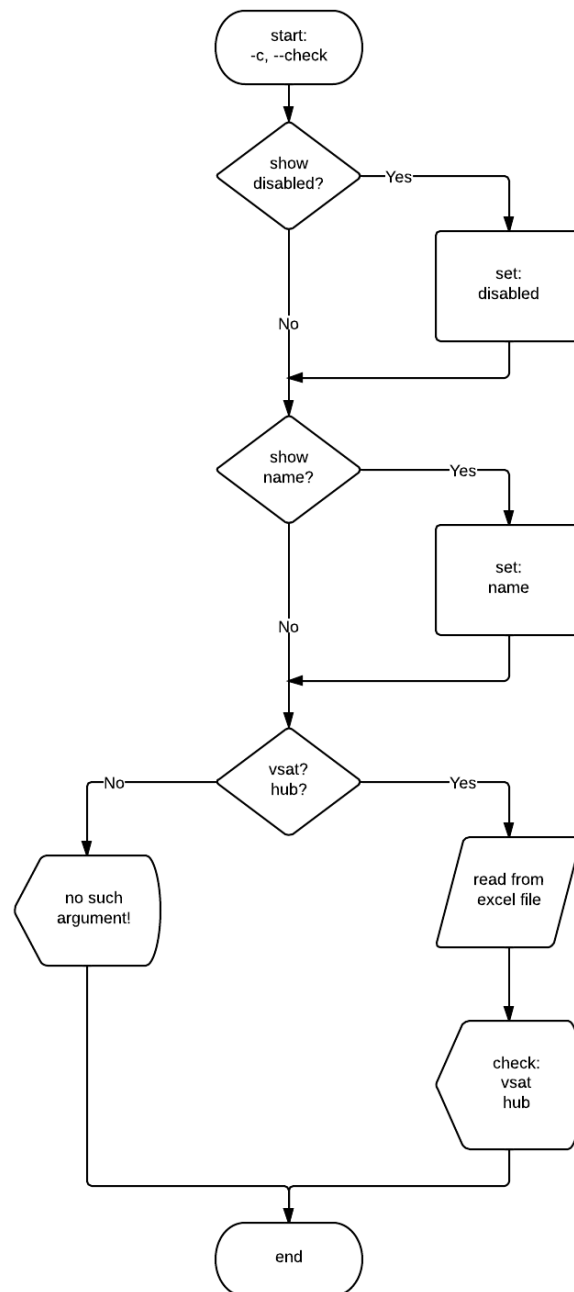 start:
-c, --check
show
disabled?
Yes
set:
disabled
No
show
name?
Yes
set:
name
No
vsat?
hub?
No
Yes
no such
argument!
read from
excel file
check:
vsat
hub
end